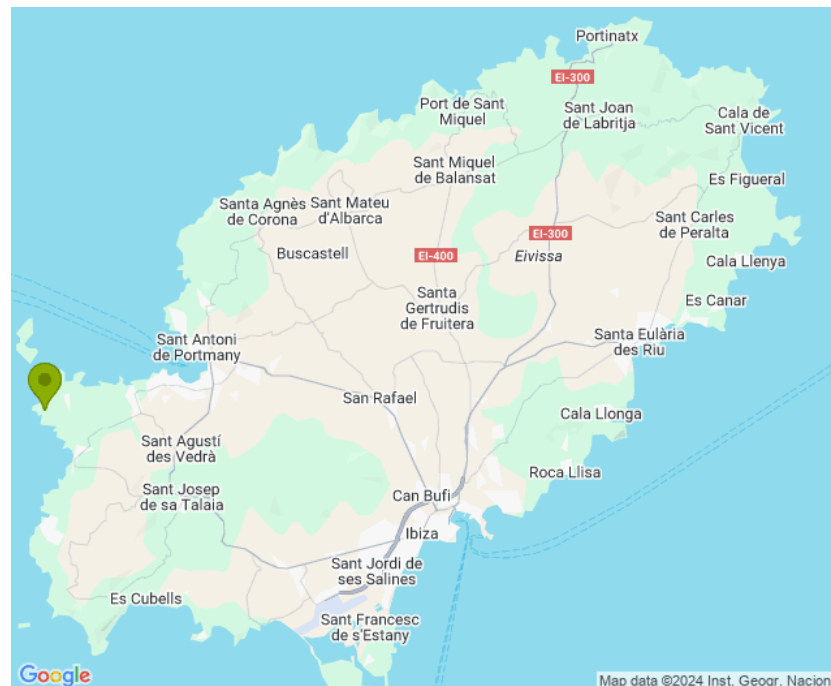 Portinatx
EI-300
Port de Sant
Miquel
Sant Joan
de Labritja
Cala de
Sant Vicent
Sant Miquel
de Balansat
Es Figueral
Santa Agnès
de Corona
Sant Mateu
d'Albarca
Sant Carles
de Peralta
EI-300
Buscastell
EI-400
Eivissa
Cala Llenya
Santa
Gertrudis
de Fruitera
Es Canar
Sant Antoni
de Portmany
Santa Eulària
des Riu
San Rafael
Cala Llonga
Sant Agustí
des Vedrà
Roca Llisa
Sant Josep
de sa Talaia
Can Bufi
Ibiza
Sant Jordi de
ses Salines
Es Cubells
Sant Francesc
de s'Estany
Google
Map data ©2024 Inst. Geogr. Nacion